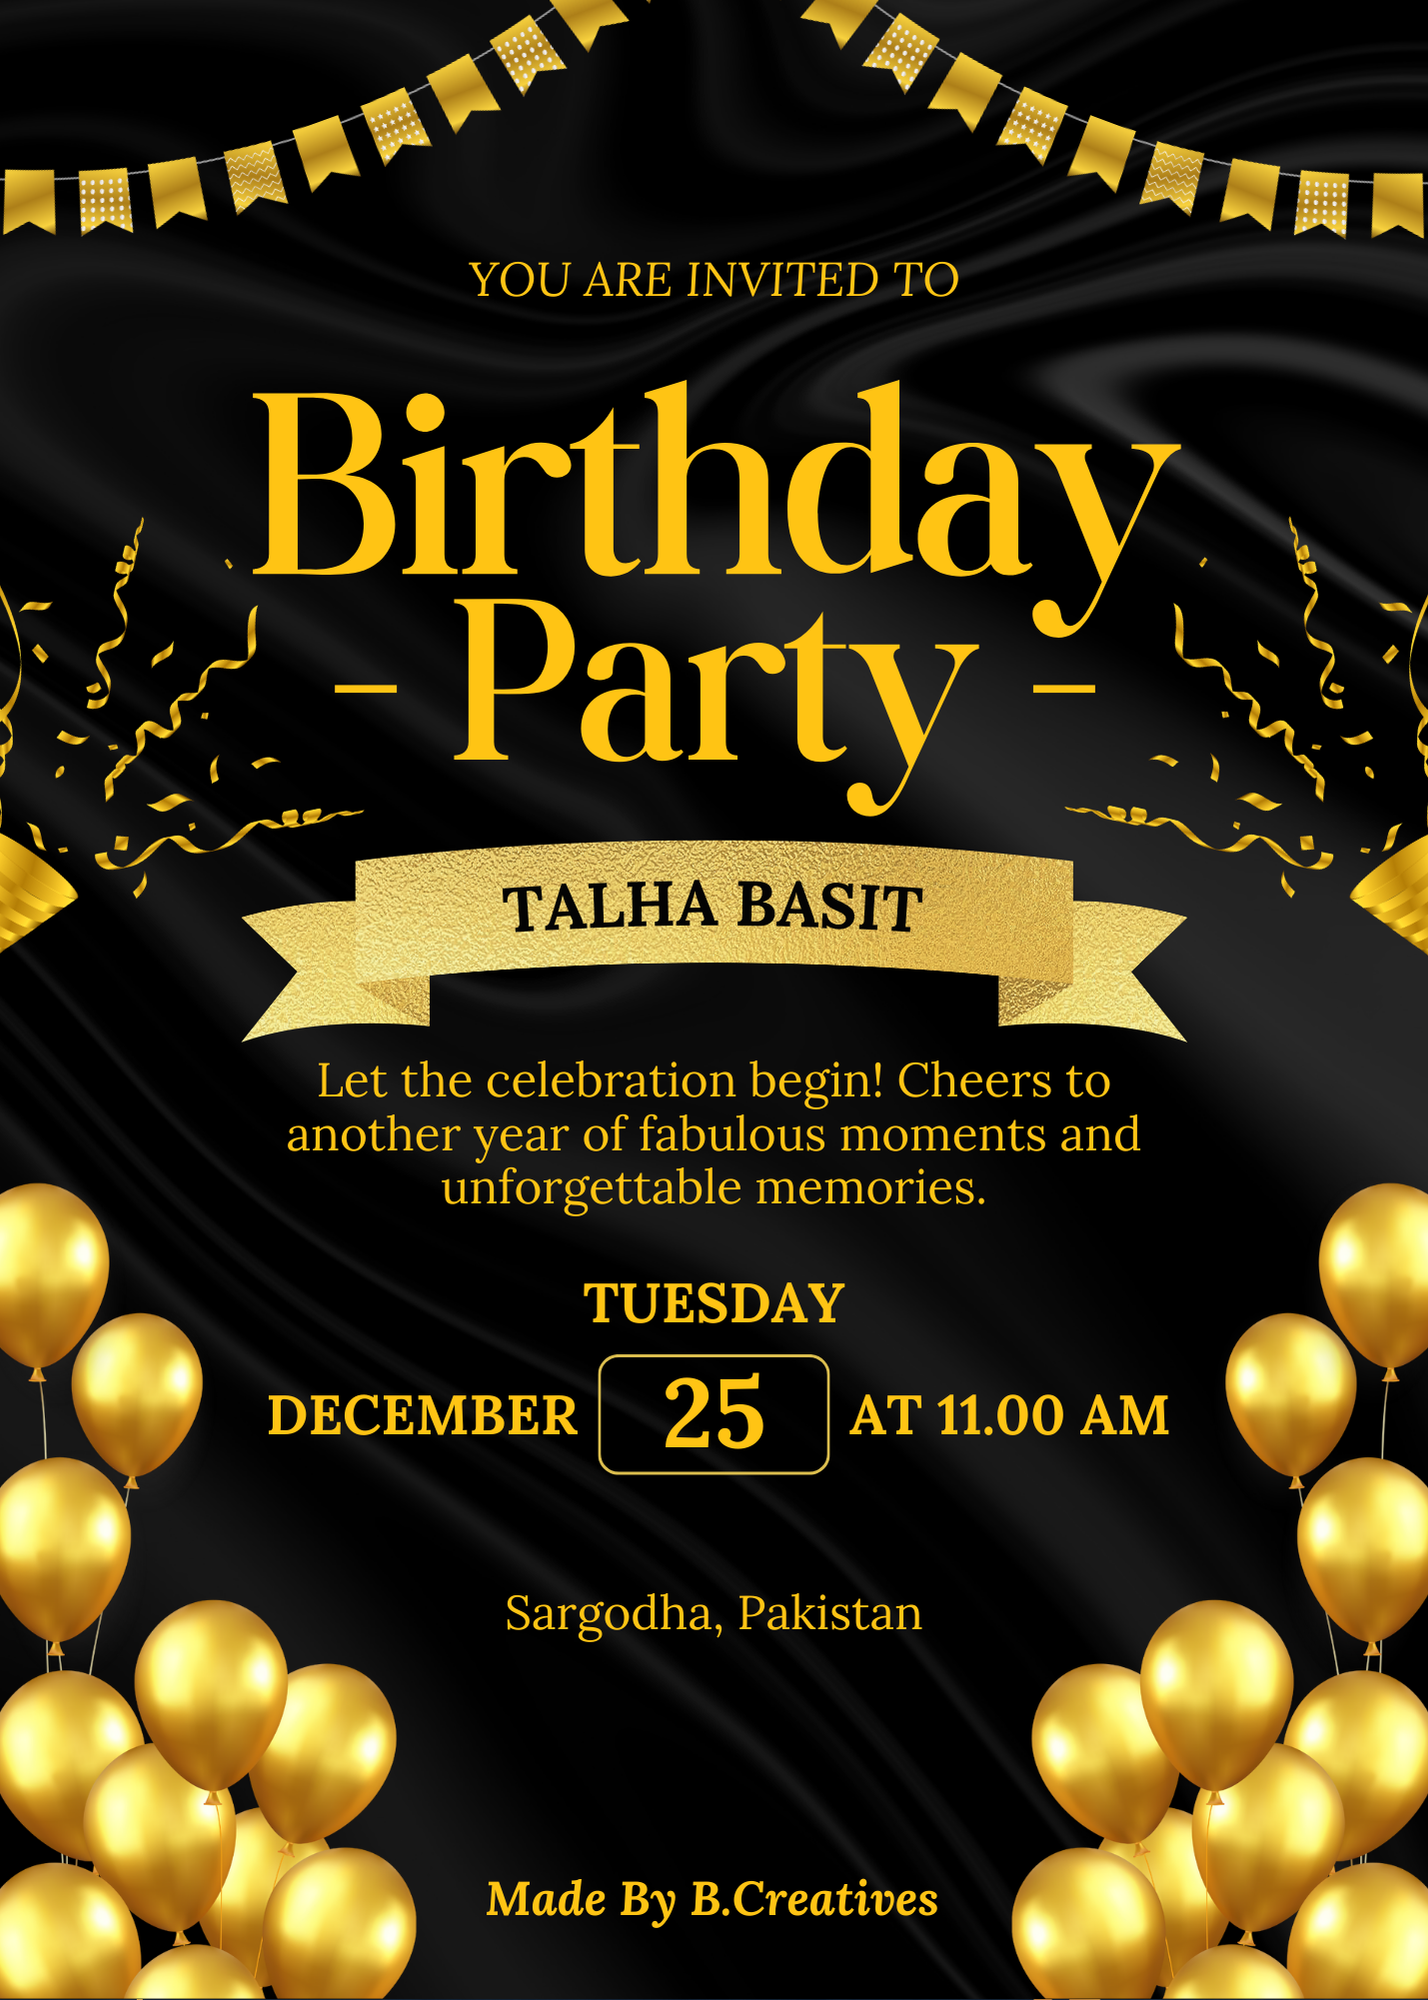 YOU ARE INVITED TO
Birthday
- Party -
TALHA BASIT
Let the celebration begin! Cheers to
another year of fabulous moments and
unforgettable memories.
TUESDAY
DECEMBER 25 AT 11.00 AM
Sargodha, Pakistan
Made By B.Creatives